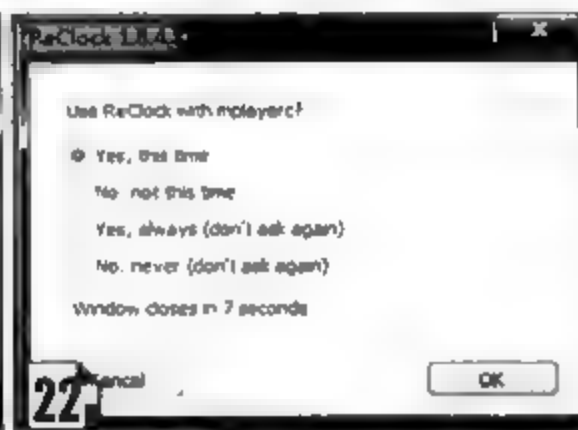 ReClock
Use ReClock with mplayerc?
Yes, this time
No, not this time
Yes, always (don't ask again)
No, never (don't ask again)
Window closes in 7 seconds
Cancel
OK
22